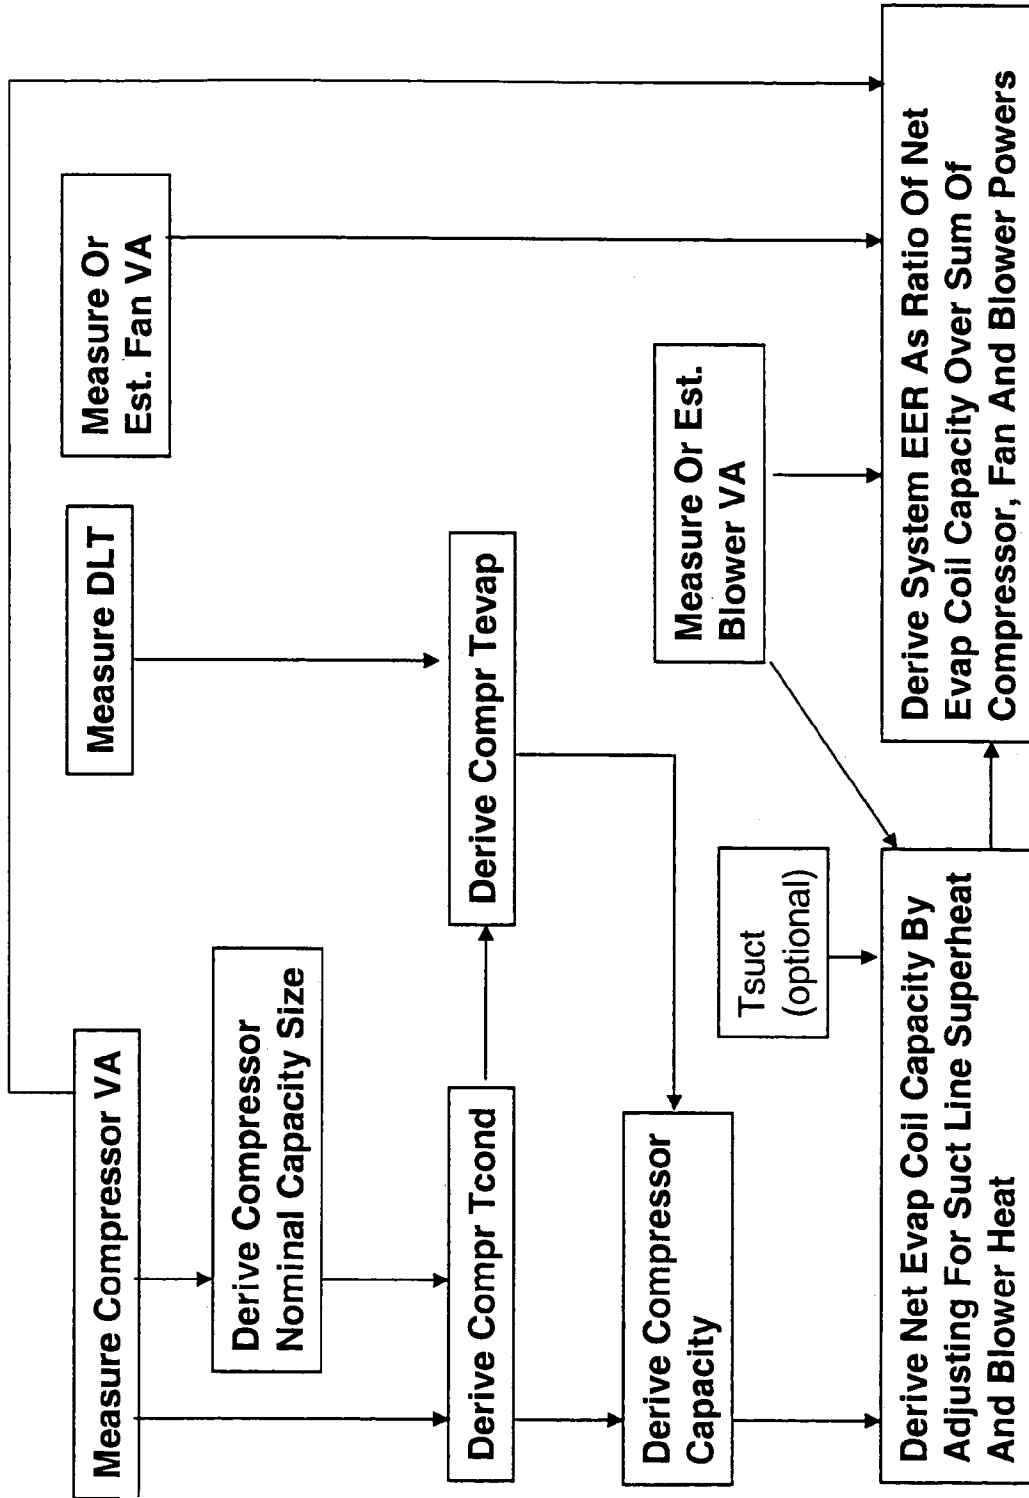 Measure Compressor VA
Measure DLT
Measure Or
Est. Fan VA
Derive Compressor
Nominal Capacity Size
Derive Compr Tcond
Derive Compr Tevap
Derive Compressor
Capacity
Measure Or Est.
Blower VA
Tsuct
(optional)
Derive Net Evap Coil Capacity By
Adjusting For Suct Line Superheat
And Blower Heat
Derive System EER As Ratio Of Net
Evap Coil Capacity Over Sum Of
Compressor, Fan And Blower Powers